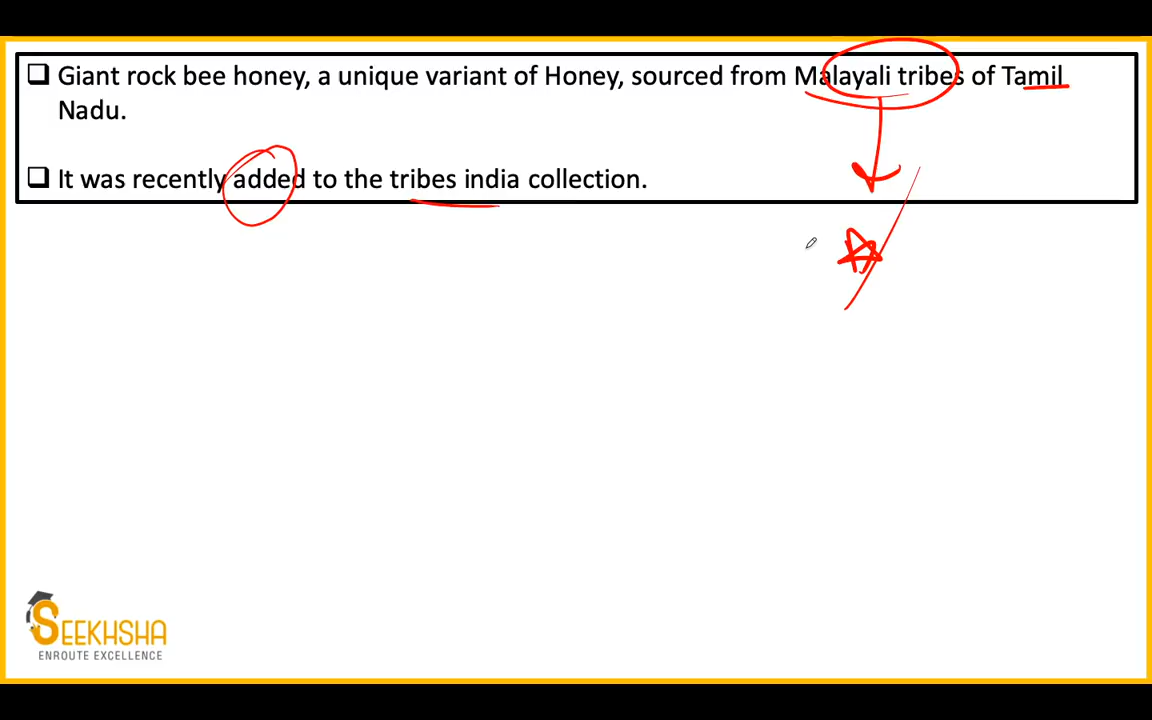 Giant rock bee honey, a unique variant of Honey, sourced from Malayali tribes of Tamil
Nadu.
It was recently added to the tribes india collection.
SEEKHSHA
ENROUTE EXCELLENCE